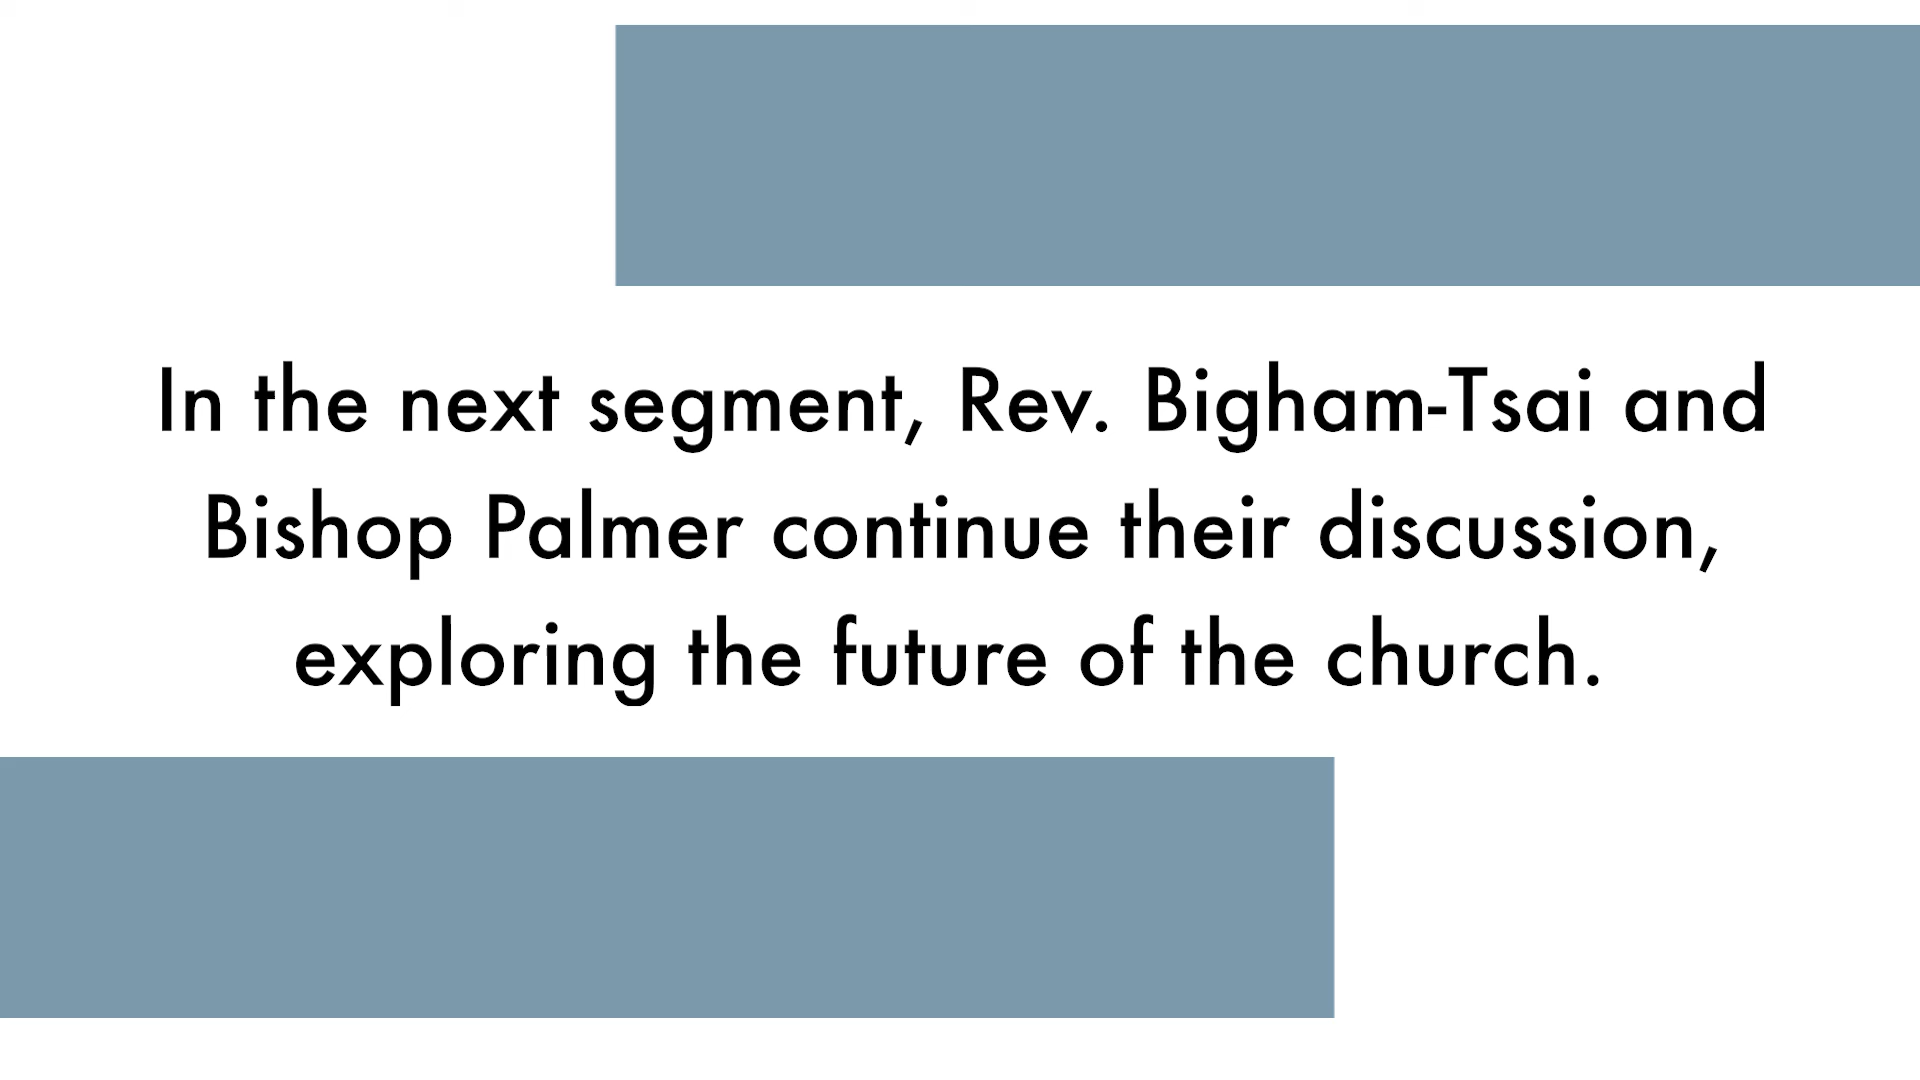 In the next segment, Rev. Bigham-Tsai and
Bishop Palmer continue their discussion,
exploring the future of the church.